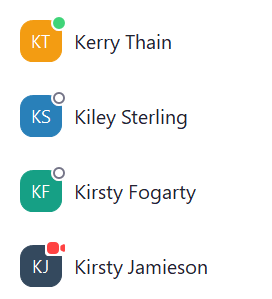 KT Kerry Thain
KS Kiley Sterling
KF Kirsty Fogarty
KJ Kirsty Jamieson